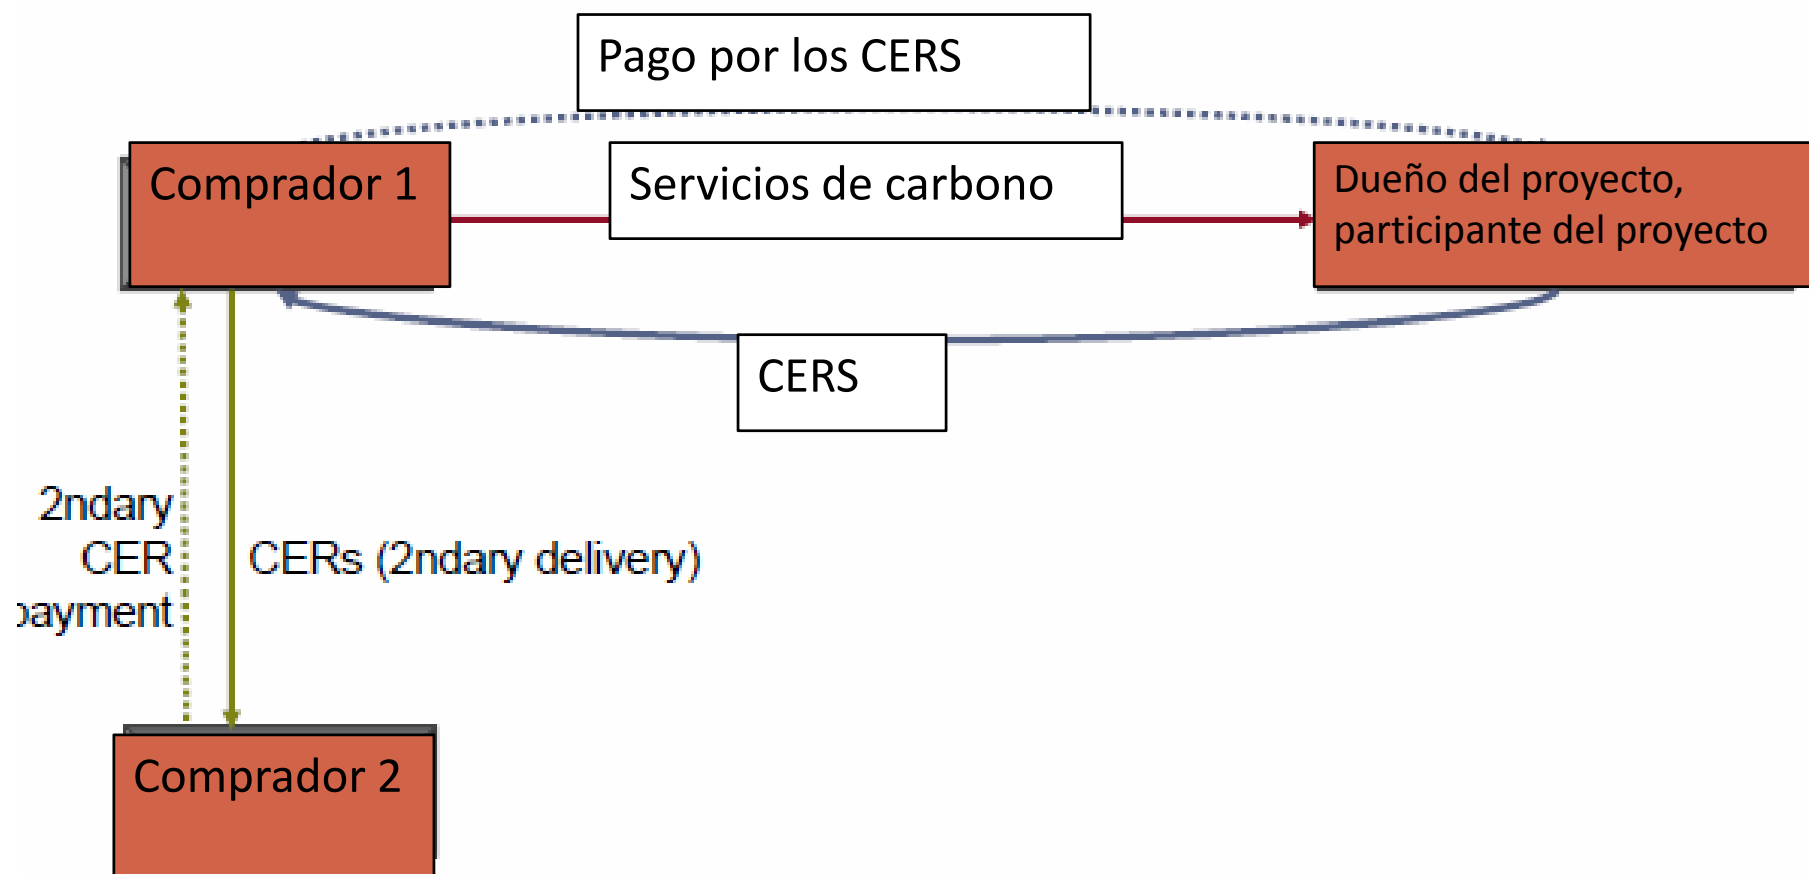 Pago por los CERS
Comprador 1
Servicios de carbono
Dueño del proyecto,
participante del proyecto
CERS
2ndary
CER
payment
CERs (2ndary delivery)
Comprador 2